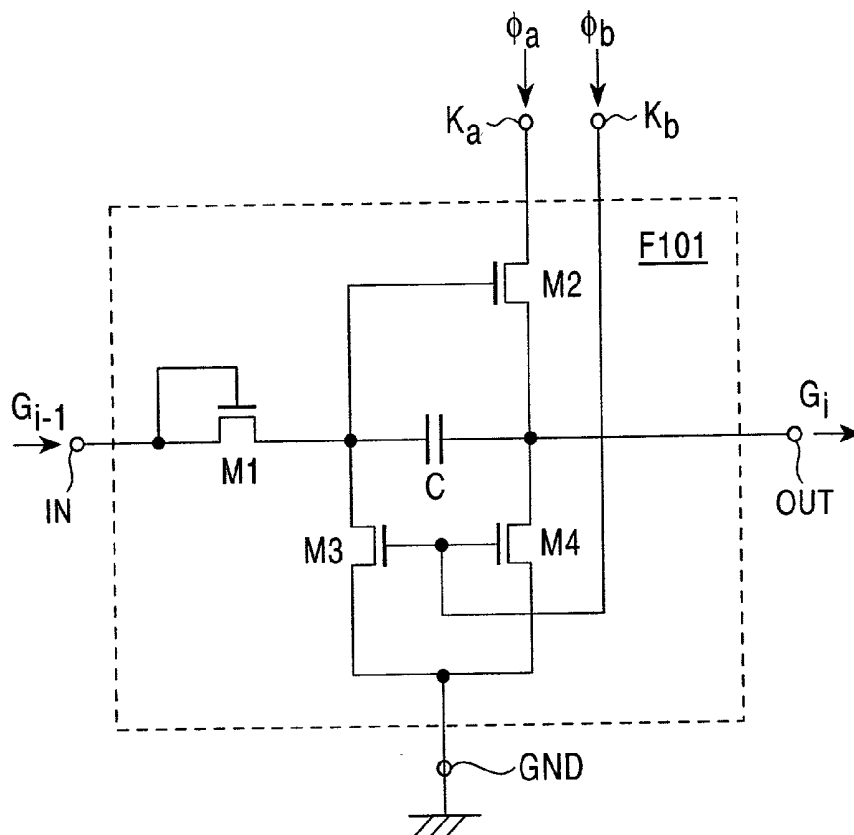 ϕa ϕb
Ka Kb
F101
M2
Gi-1 Gi
M1 C
IN OUT
M3 M4
GND